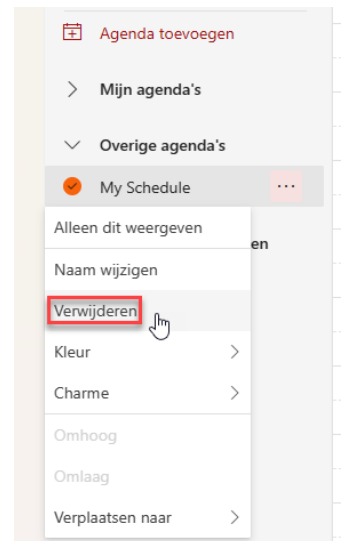 Agenda toevoegen
Mijn agenda's
Overige agenda's
My Schedule
Alleen dit weergeven
en
Naam wijzigen
Verwijderen
Kleur
Charme
Omhoog
Omlaag
Verplaatsen naar